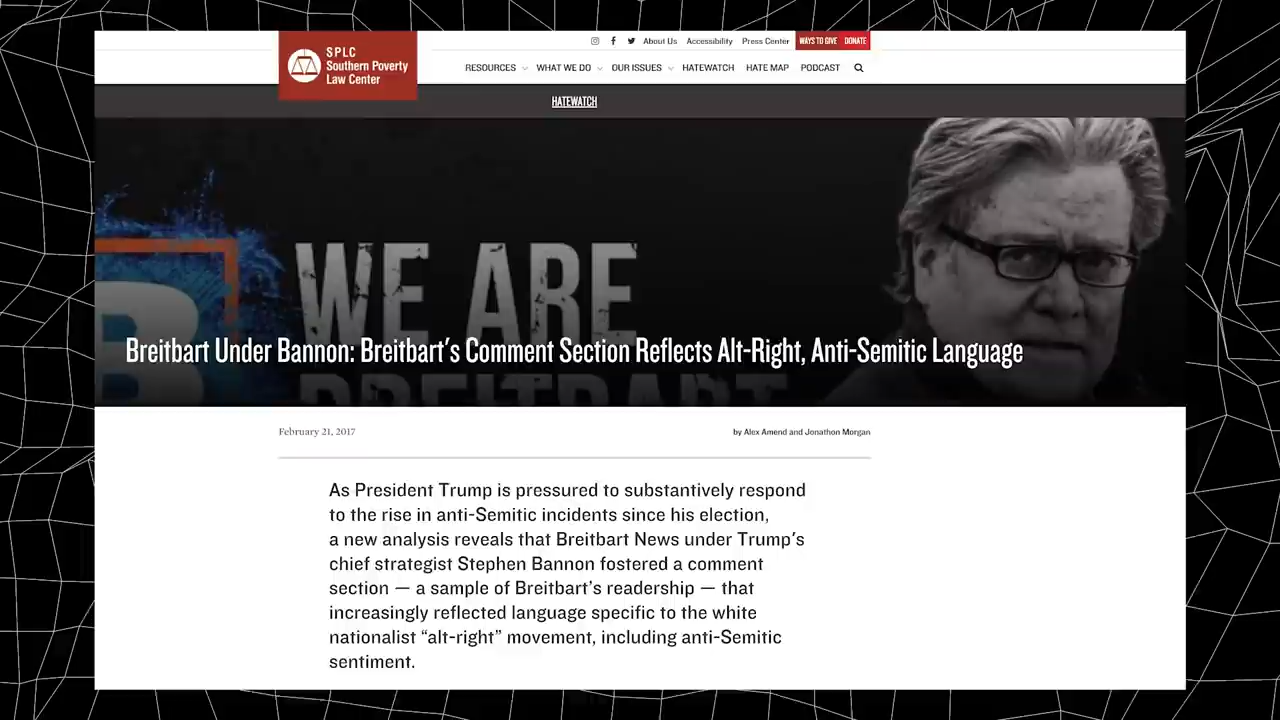 SPLC
Southern Poverty
Law Center
About Us Accessibility Press Center WAYS TO GIVE DONATE
RESOURCES WHAT WE DO OUR ISSUES HATEWATCH HATE MAP PODCAST
HATEWATCH
B
WE ARE
BREITBART
Breitbart Under Bannon: Breitbart's Comment Section Reflects Alt-Right, Anti-Semitic Language
February 21, 2017
by Alex Amend and Jonathon Morgan
As President Trump is pressured to substantively respond
to the rise in anti-Semitic incidents since his election,
a new analysis reveals that Breitbart News under Trump's
chief strategist Stephen Bannon fostered a comment
section — a sample of Breitbart's readership — that
increasingly reflected language specific to the white
nationalist “alt-right” movement, including anti-Semitic
sentiment.